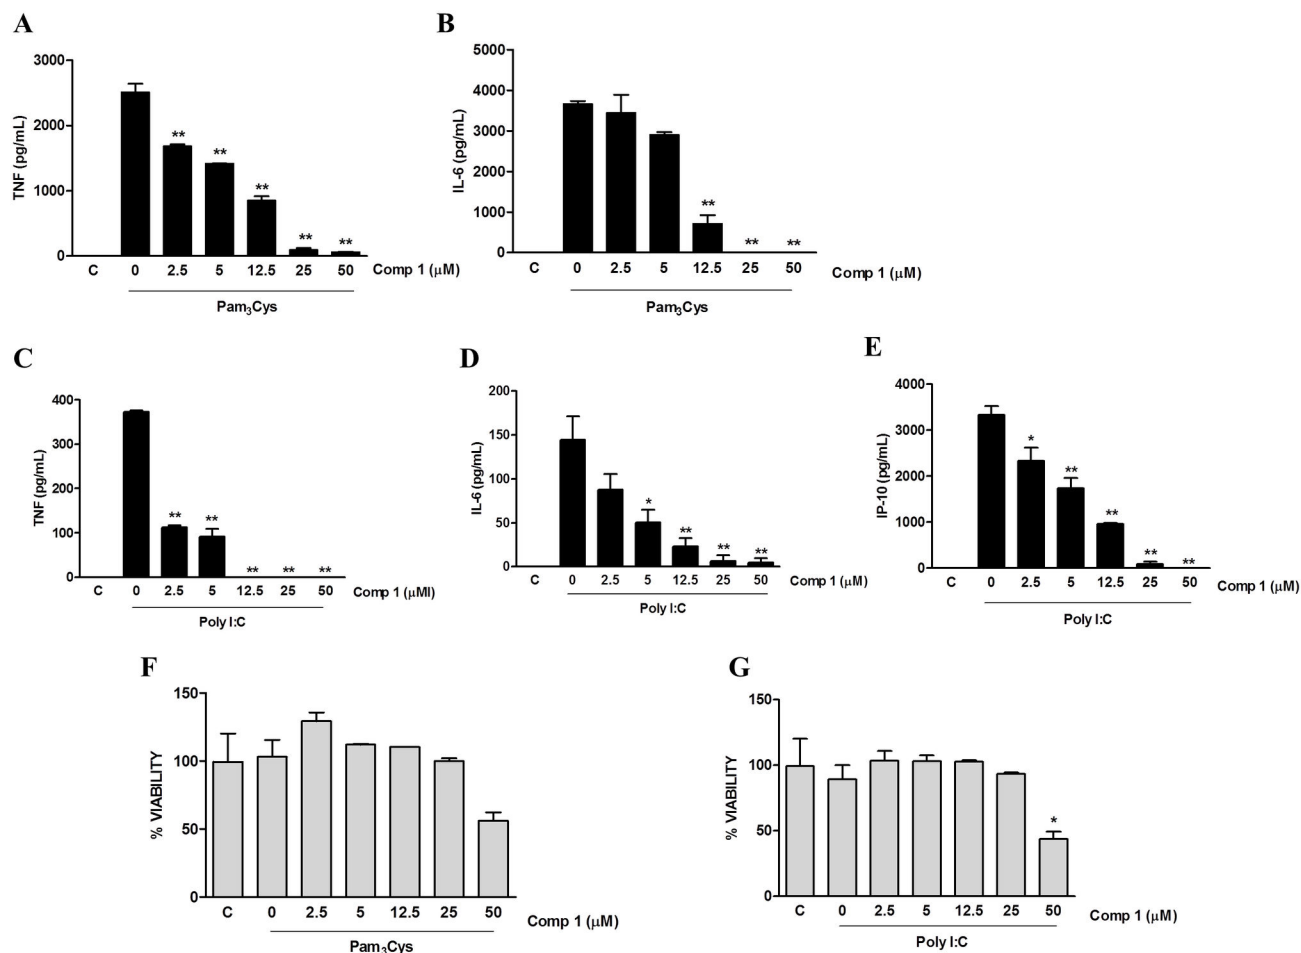 A
3000
2000
1000
0
TNF (pg/mL)
**
**
**
**
**
C 0 2.5 5 12.5 25 50 Comp 1 (μM)
Pam₃Cys
B
5000
4000
3000
2000
1000
0
IL-6 (pg/mL)
**
** **
C 0 2.5 5 12.5 25 50 Comp 1 (μM)
Pam₃Cys
C
400
300
200
100
0
TNF (pg/mL)
** **
** ** **
C 0 2.5 5 12.5 25 50 Comp 1 (μMl)
Poly I:C
D
200
150
100
50
0
IL-6 (pg/mL)
*
**
** **
C 0 2.5 5 12.5 25 50 Comp 1 (μM)
Poly I:C
E
4000
3000
2000
1000
0
IP-10 (pg/mL)
*
**
**
**
**
C 0 2.5 5 12.5 25 50 Comp 1 (μM)
Poly I:C
F
150
100
50
0
% VIABILITY
C 0 2.5 5 12.5 25 50 Comp 1 (μM)
Pam₃Cys
G
150
100
50
0
% VIABILITY
*
C 0 2.5 5 12.5 25 50 Comp 1 (μM)
Poly I:C